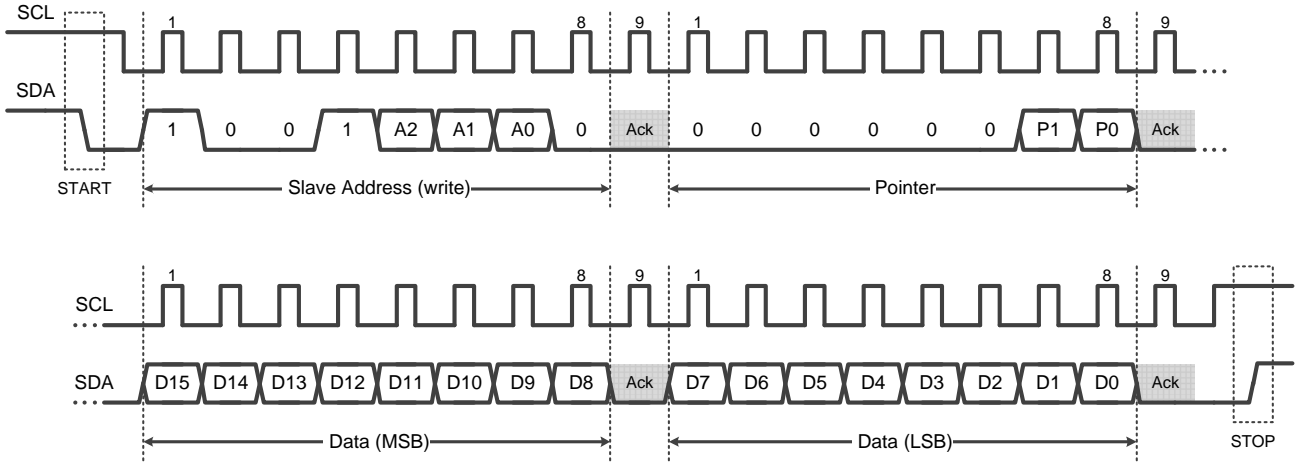 SCL 1 8 9 1 8 9
SDA 1 0 0 1 A2 A1 A0 0 Ack 0 0 0 0 0 0 P1 P0 Ack
START Slave Address (write) Pointer
SCL 1 8 9 1 8 9
SDA D15 D14 D13 D12 D11 D10 D9 D8 Ack D7 D6 D5 D4 D3 D2 D1 D0 Ack
Data (MSB) Data (LSB) STOP